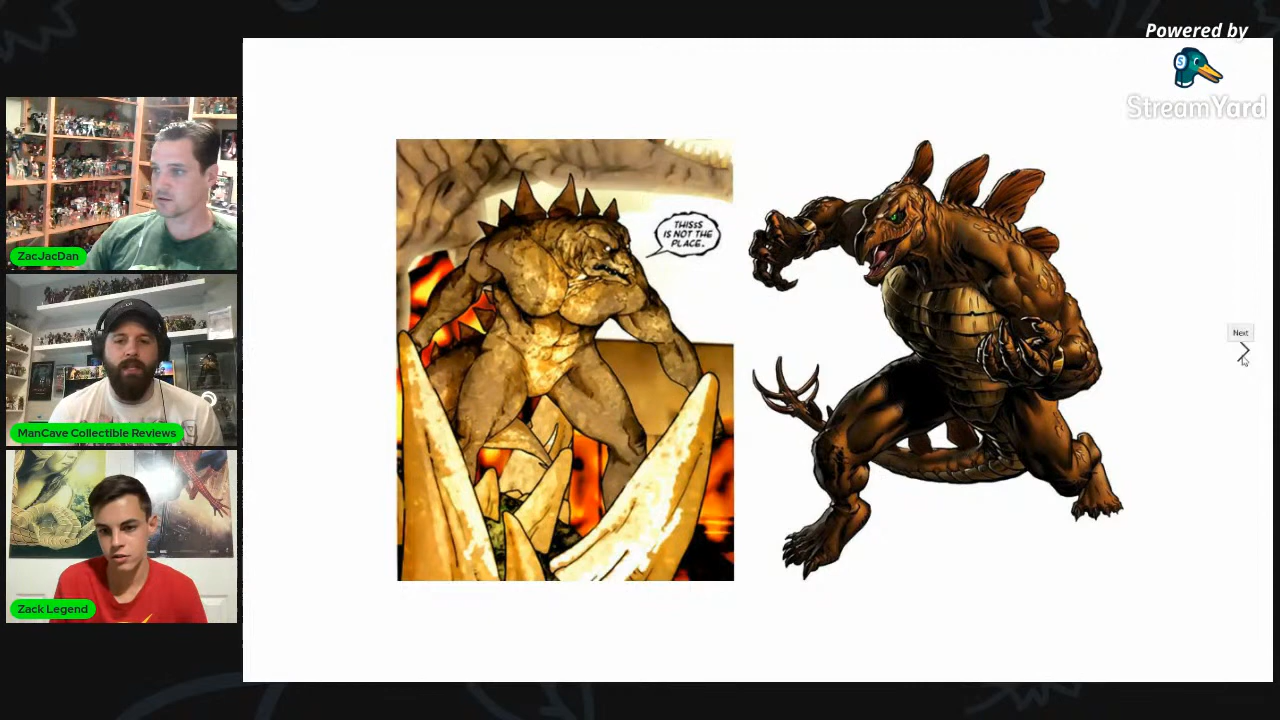 Powered by
StreamYard
ZacJacDan
ManCave Collectible Reviews
Zack Legend
THISSS
IS NOT THE
PLACE.
Next